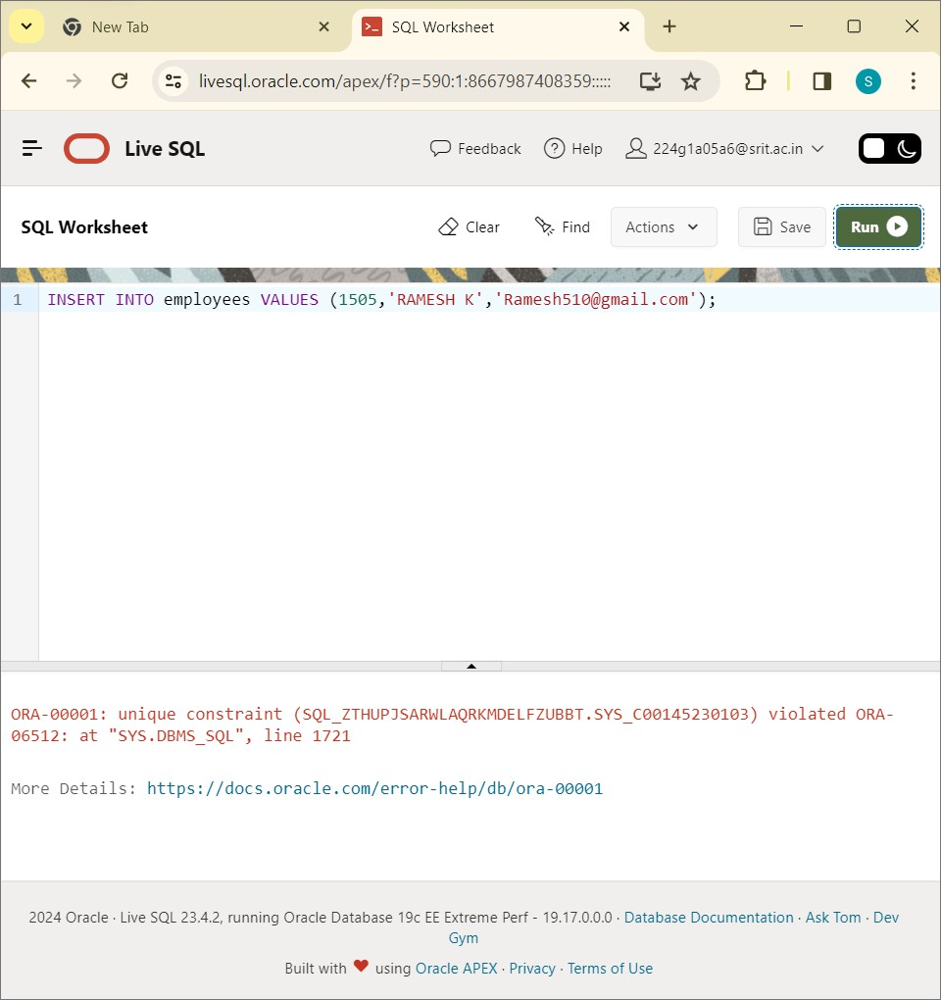 New Tab
SQL Worksheet
livesql.oracle.com/apex/f?p=590:1:8667987408359:::::
S
Live SQL
Feedback
Help
224g1a05a6@srit.ac.in
SQL Worksheet
Clear
Find
Actions
Save
Run
1 INSERT INTO employees VALUES (1505,'RAMESH K','Ramesh510@gmail.com');
ORA-00001: unique constraint (SQL_ZTHUPJSARWLAQRKMDELFZUBBT.SYS_C00145230103) violated ORA-
06512: at "SYS.DBMS_SQL", line 1721
More Details: https://docs.oracle.com/error-help/db/ora-00001
2024 Oracle · Live SQL 23.4.2, running Oracle Database 19c EE Extreme Perf - 19.17.0.0.0 · Database Documentation · Ask Tom · Dev
Gym
Built with ❤ using Oracle APEX · Privacy · Terms of Use